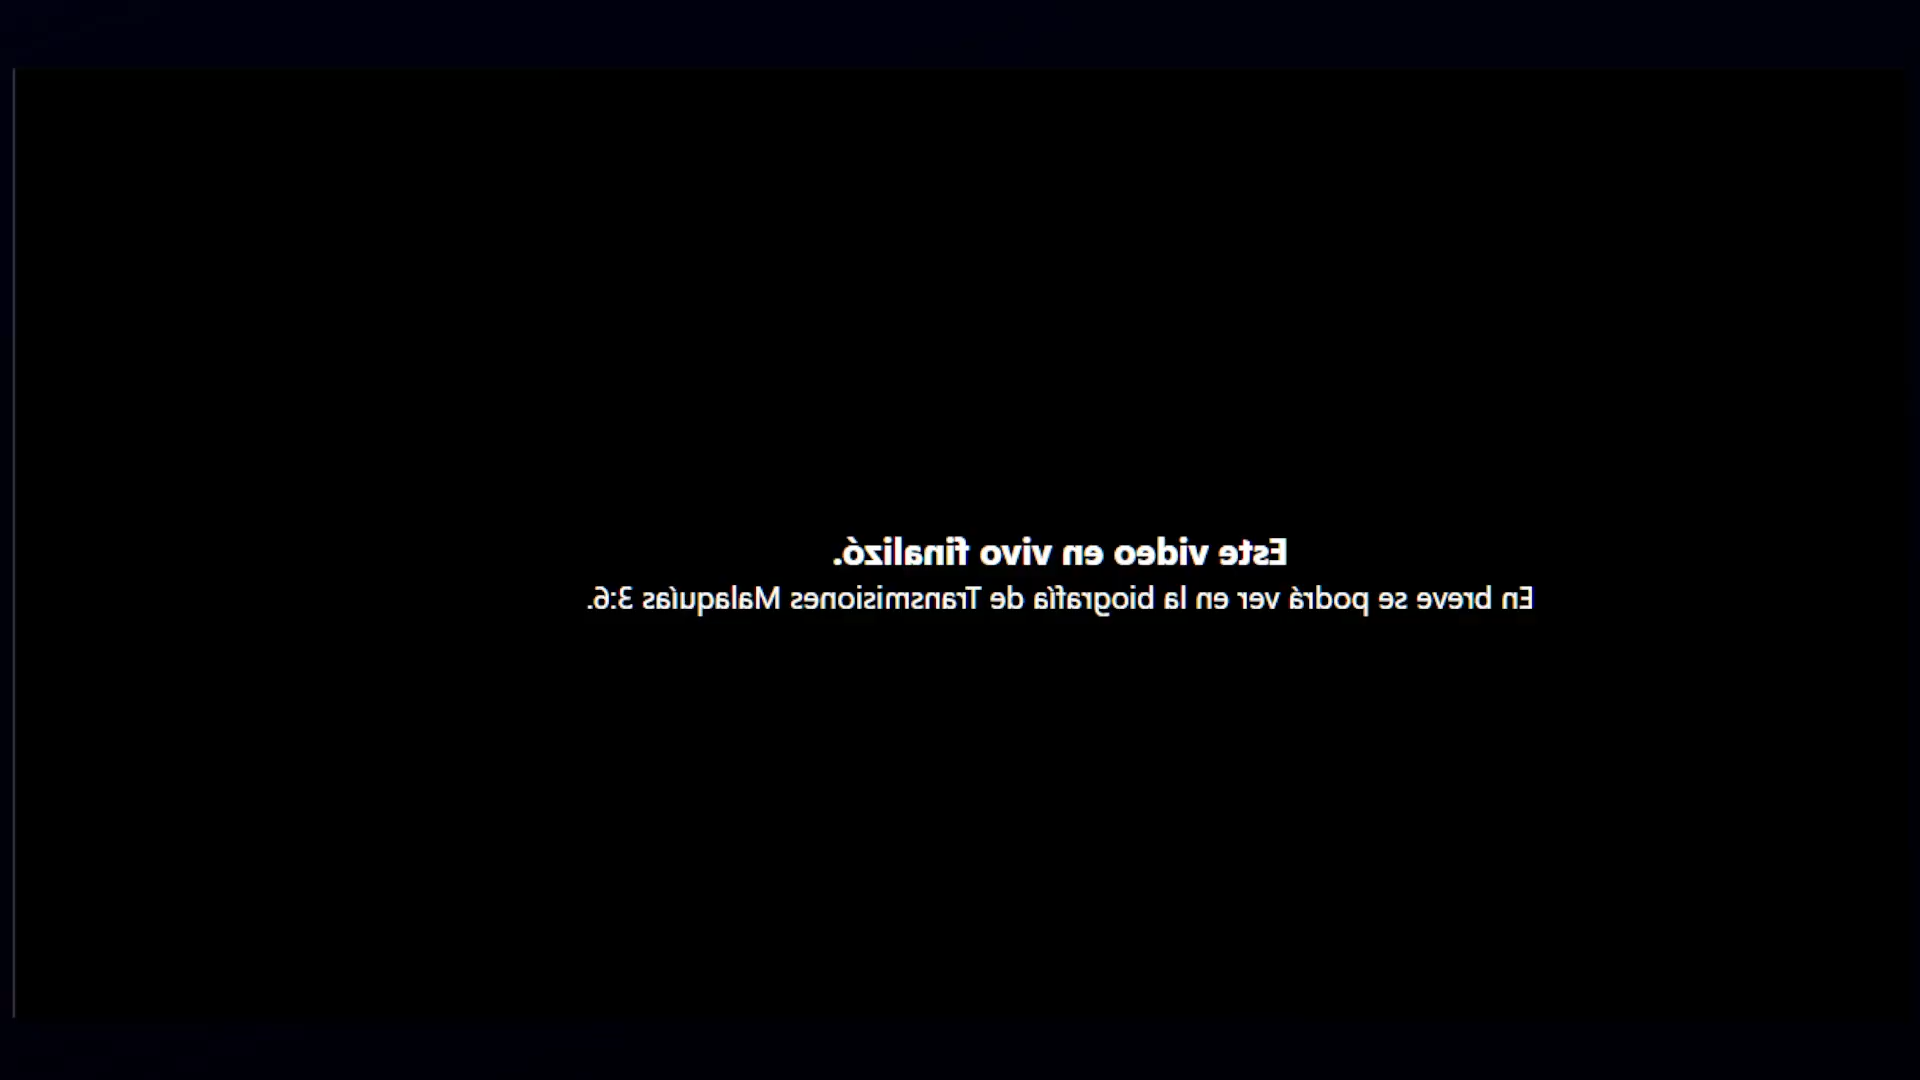 Este video en vivo finalizó.
En breve se podrá ver en la biografía de Transmisiones Malaquías 3:6.